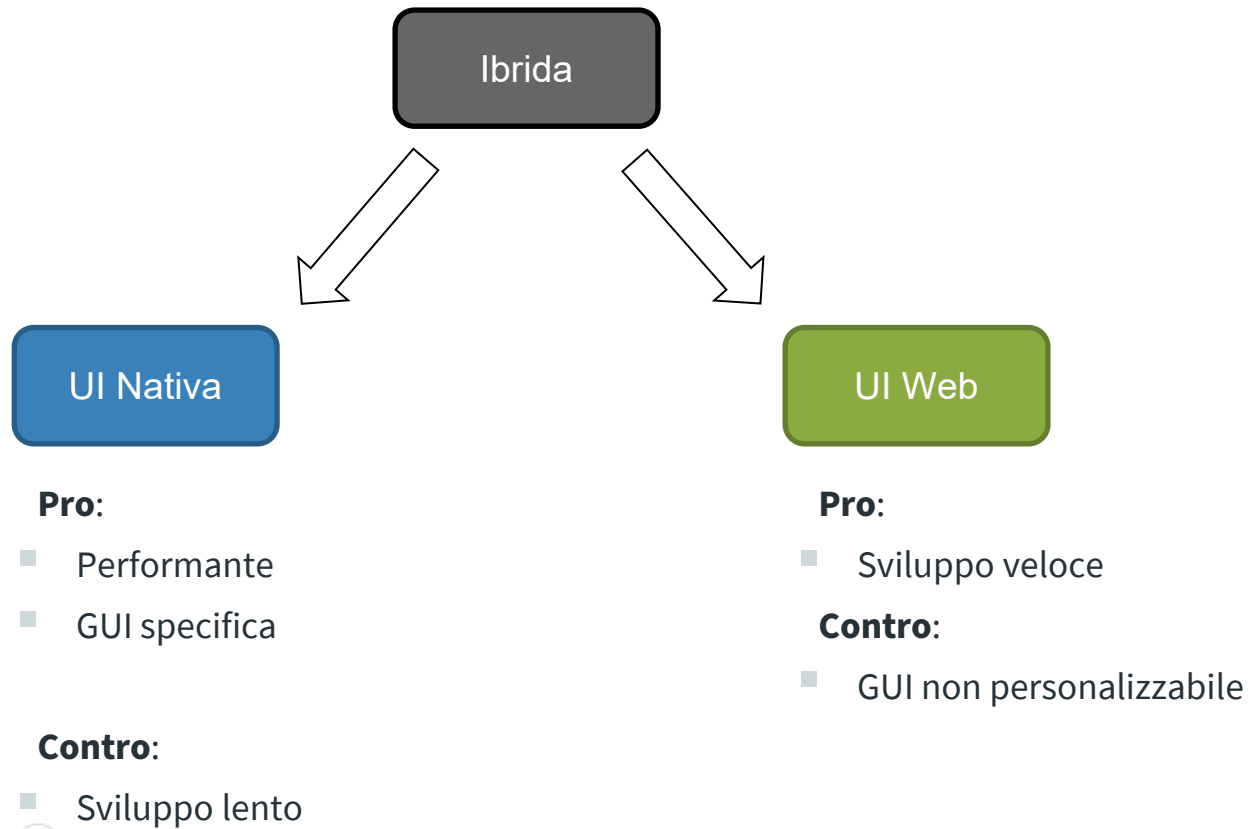 Ibrida
UI Nativa
UI Web
Pro:
Performante
GUI specifica
Contro:
Sviluppo lento
Pro:
Sviluppo veloce
Contro:
GUI non personalizzabile